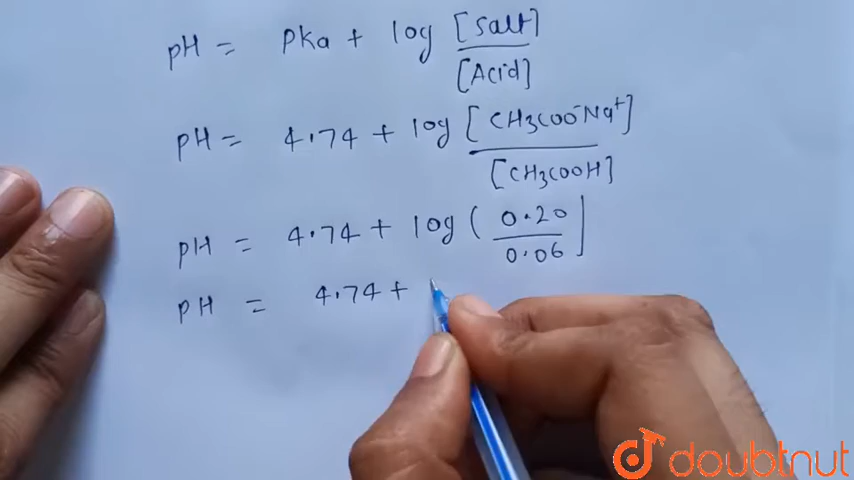 pH = Pka + log [Salt]/[Acid]
pH = 4.74 + log [CH3COO⁻Na⁺]/[CH3COOH]
pH = 4.74 + log (0.20/0.06]
pH = 4.74 +
doubtnut